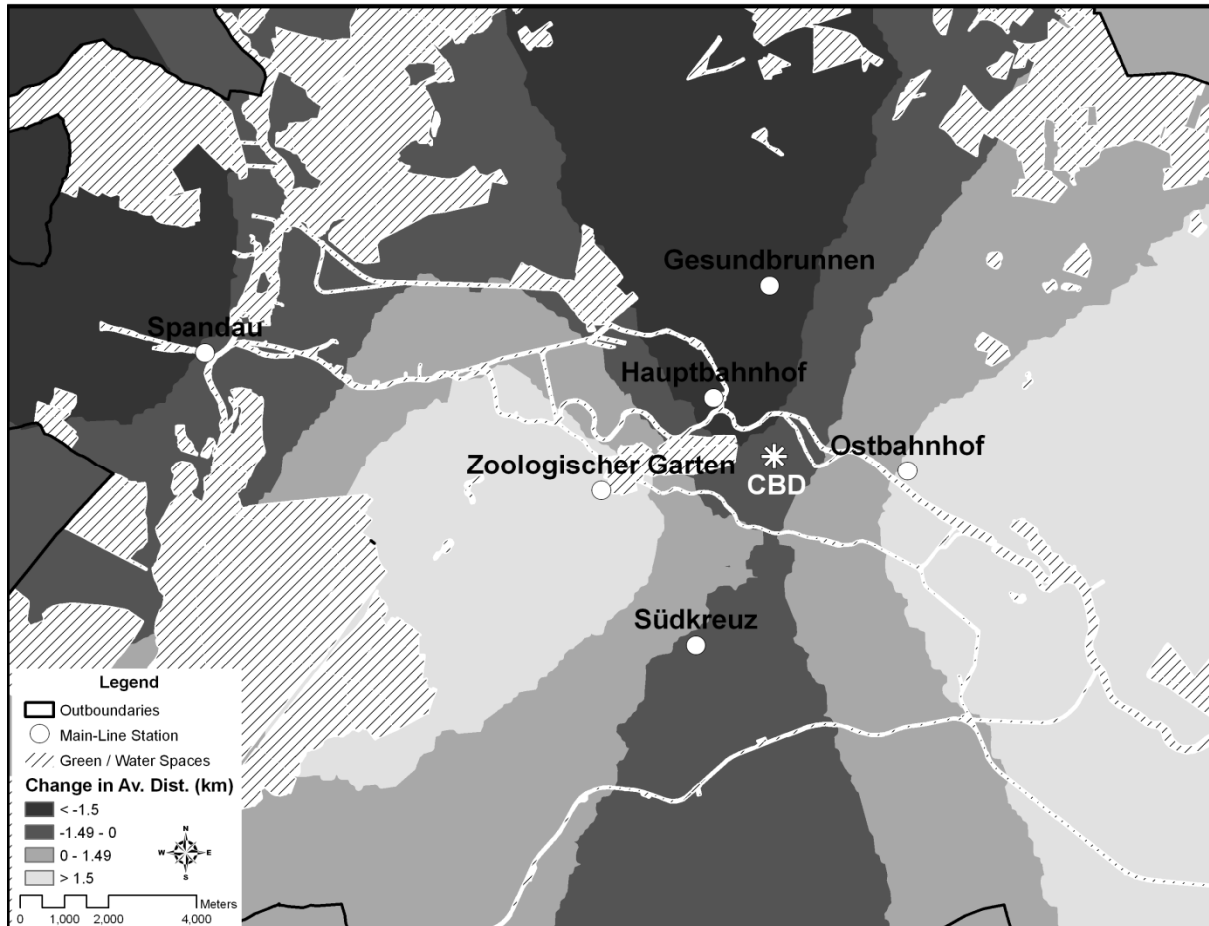 Gesundbrunnen
Spandau
Hauptbahnhof
Ostbahnhof
Zoologischer Garten
CBD
Südkreuz
Legend
Outboundaries
Main-Line Station
Green / Water Spaces
Change in Av. Dist. (km)
< -1.5
-1.49 - 0
0 - 1.49
> 1.5
N
W E
S
Meters
0 1,000 2,000 4,000